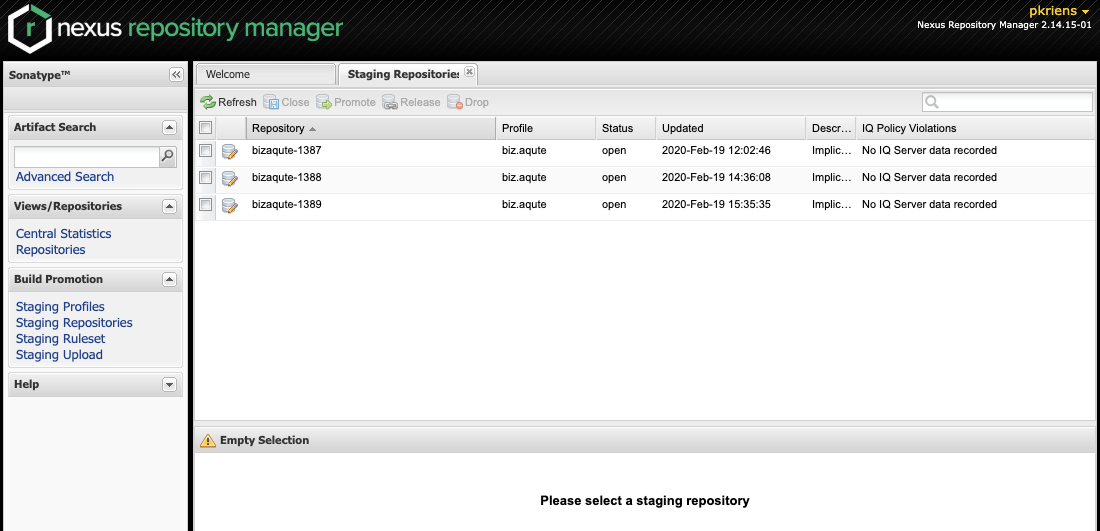 nexus repository manager
pkriens
Nexus Repository Manager 2.14.15-01
Sonatype™
Welcome
Staging Repositories
Refresh Close Promote Release Drop
Artifact Search
Advanced Search
Views/Repositories
Central Statistics
Repositories
Build Promotion
Staging Profiles
Staging Repositories
Staging Ruleset
Staging Upload
Help
Repository Profile Status Updated Descr... IQ Policy Violations
bizaqute-1387 biz.aqute open 2020-Feb-19 12:02:46 Implic... No IQ Server data recorded
bizaqute-1388 biz.aqute open 2020-Feb-19 14:36:08 Implic... No IQ Server data recorded
bizaqute-1389 biz.aqute open 2020-Feb-19 15:35:35 Implic... No IQ Server data recorded
Empty Selection
Please select a staging repository